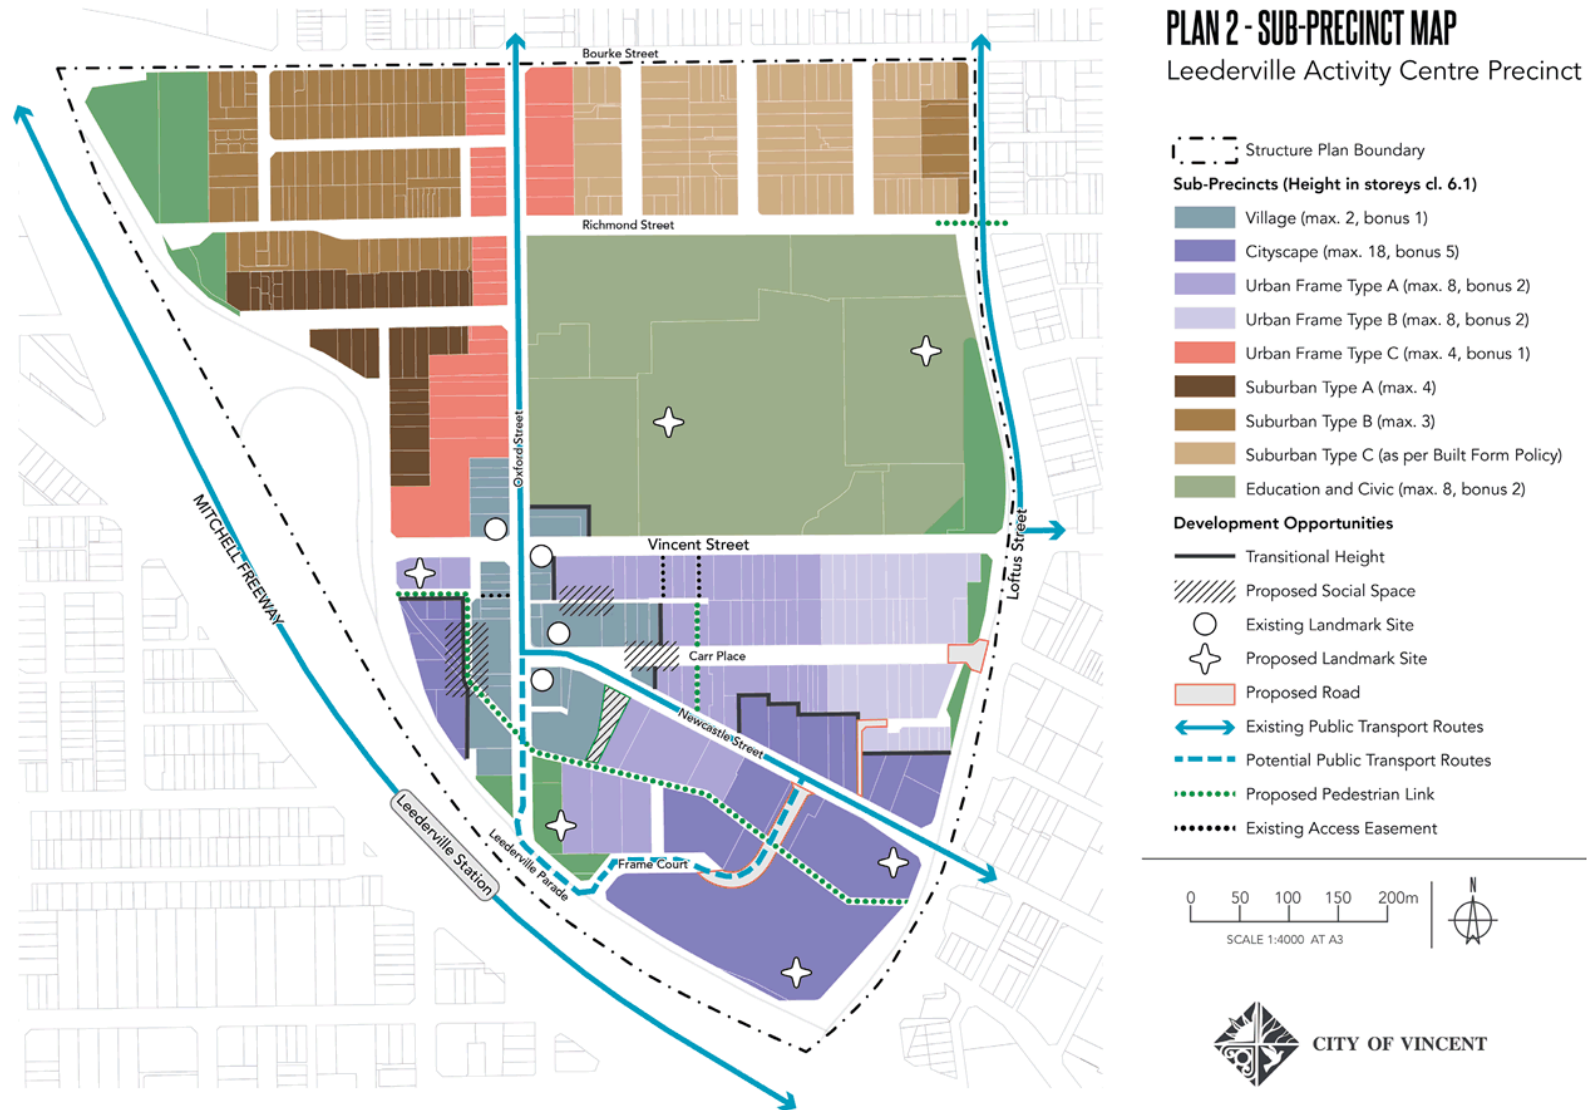 PLAN 2 - SUB-PRECINCT MAP
Leederville Activity Centre Precinct
Structure Plan Boundary
Sub-Precincts (Height in storeys cl. 6.1)
Village (max. 2, bonus 1)
Cityscape (max. 18, bonus 5)
Urban Frame Type A (max. 8, bonus 2)
Urban Frame Type B (max. 8, bonus 2)
Urban Frame Type C (max. 4, bonus 1)
Suburban Type A (max. 4)
Suburban Type B (max. 3)
Suburban Type C (as per Built Form Policy)
Education and Civic (max. 8, bonus 2)
Development Opportunities
Transitional Height
Proposed Social Space
Existing Landmark Site
Proposed Landmark Site
Proposed Road
Existing Public Transport Routes
Potential Public Transport Routes
Proposed Pedestrian Link
Existing Access Easement
0 50 100 150 200m
SCALE 1:4000 AT A3
N
CITY OF VINCENT
Bourke Street
Richmond Street
Oxford Street
MITCHELL FREEWAY
Vincent Street
Loftus Street
Carr Place
Newcastle Street
Leederville Station
Leederville Parade
Frame Court